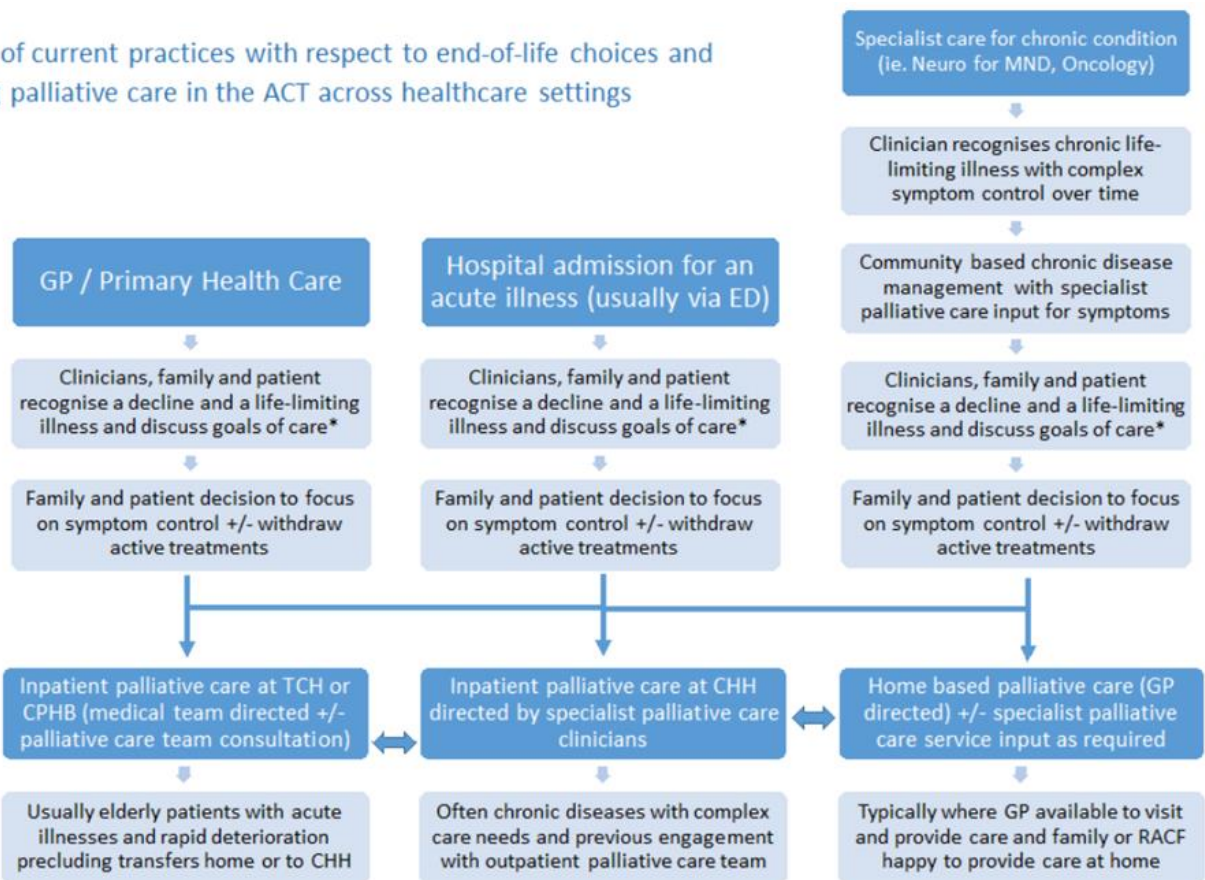 of current practices with respect to end-of-life choices and
palliative care in the ACT across healthcare settings
Specialist care for chronic condition
(ie. Neuro for MND, Oncology)
Clinician recognises chronic life-
limiting illness with complex
symptom control over time
Community based chronic disease
management with specialist
palliative care input for symptoms
Clinicians, family and patient
recognise a decline and a life-limiting
illness and discuss goals of care*
Family and patient decision to focus
on symptom control +/- withdraw
active treatments
GP / Primary Health Care
Clinicians, family and patient
recognise a decline and a life-limiting
illness and discuss goals of care*
Family and patient decision to focus
on symptom control +/- withdraw
active treatments
Hospital admission for an
acute illness (usually via ED)
Clinicians, family and patient
recognise a decline and a life-limiting
illness and discuss goals of care*
Family and patient decision to focus
on symptom control +/- withdraw
active treatments
Inpatient palliative care at TCH or
CPHB (medical team directed +/-
palliative care team consultation)
Usually elderly patients with acute
illnesses and rapid deterioration
precluding transfers home or to CHH
Inpatient palliative care at CHH
directed by specialist palliative care
clinicians
Often chronic diseases with complex
care needs and previous engagement
with outpatient palliative care team
Home based palliative care (GP
directed) +/- specialist palliative
care service input as required
Typically where GP available to visit
and provide care and family or RACF
happy to provide care at home